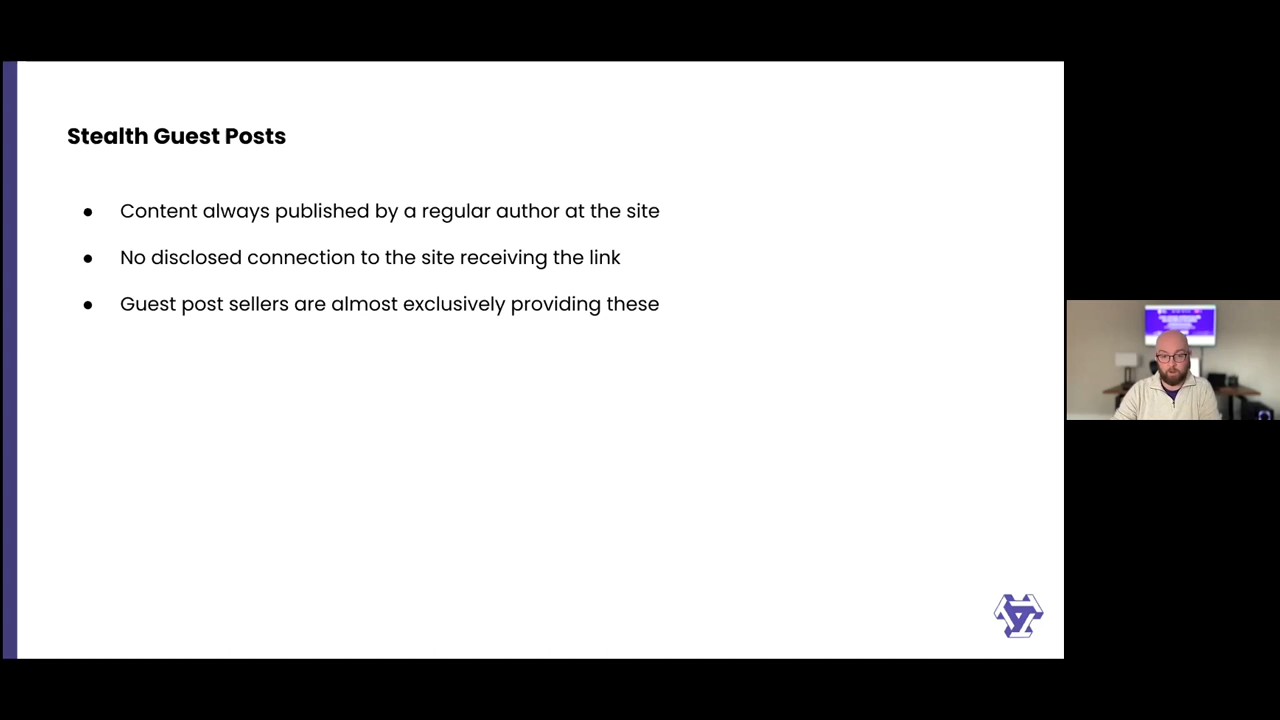 Stealth Guest Posts
● Content always published by a regular author at the site
● No disclosed connection to the site receiving the link
● Guest post sellers are almost exclusively providing these